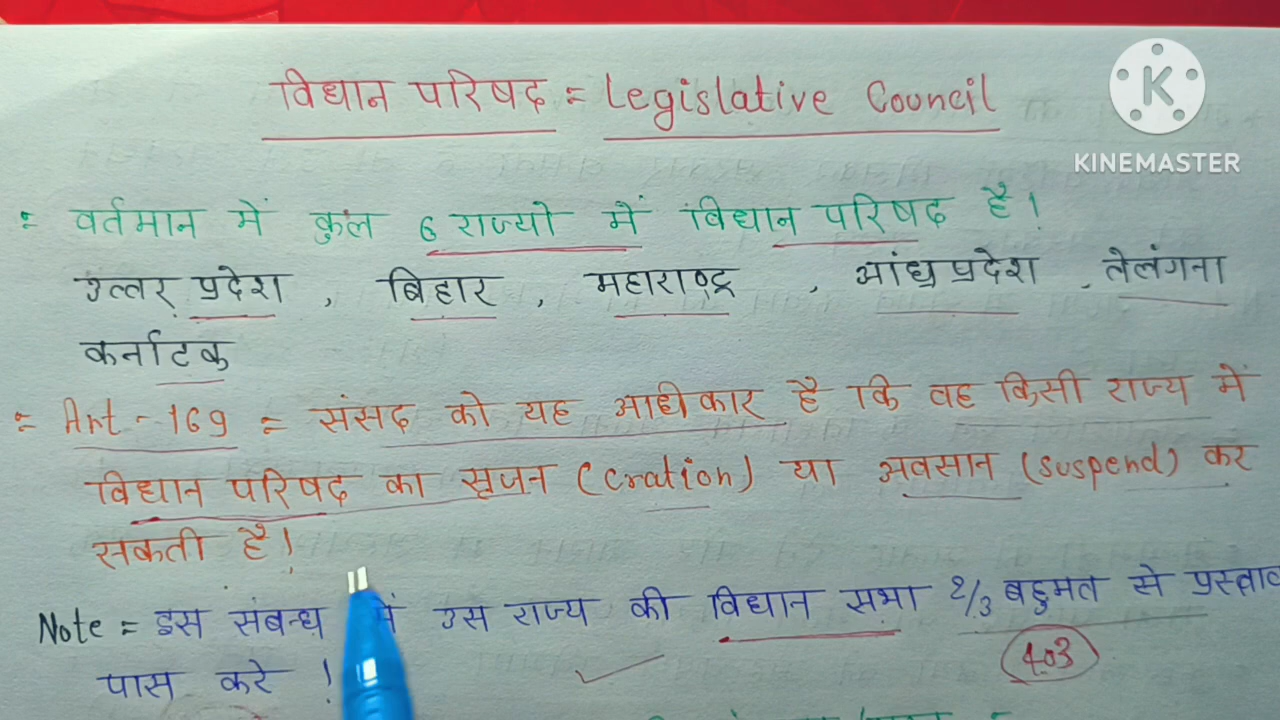 विधान परिषद = Legislative Council
KINEMASTER
= वर्तमान में कुल 6 राज्यो में विधान परिषद है!
उत्तर प्रदेश , बिहार , महाराष्ट्र , आंध्रप्रदेश , तेलंगना
कर्नाटक
= Art - 169 = संसद को यह अधिकार है कि वह किसी राज्य में
विधान परिषद का सृजन (cration) या अवसान (suspend) कर
सकती है!
Note = इस संबन्ध में उस राज्य की विधान सभा 2/3 बहुमत से प्रस्ताव
पास करे !
403